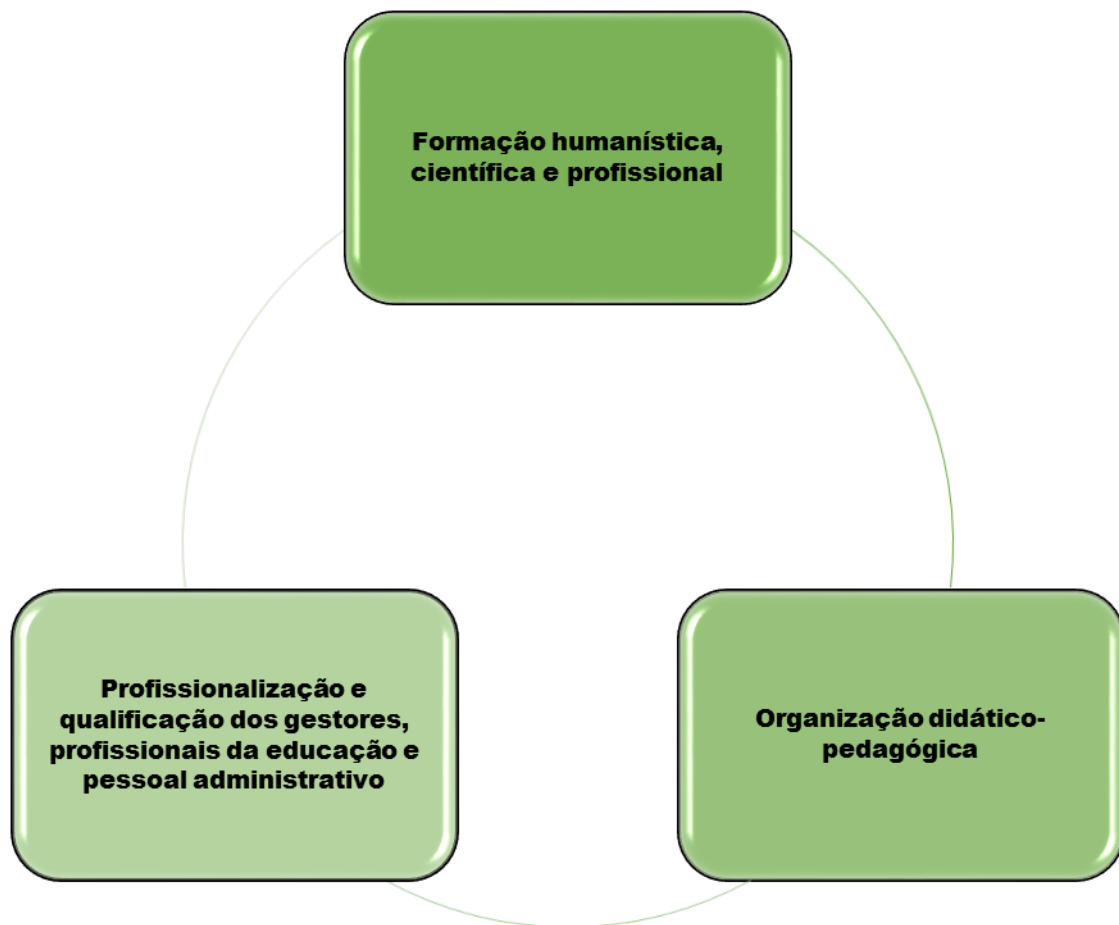 Formação humanística,
científica e profissional
Profissionalização e
qualificação dos gestores,
profissionais da educação e
pessoal administrativo
Organização didático-
pedagógica